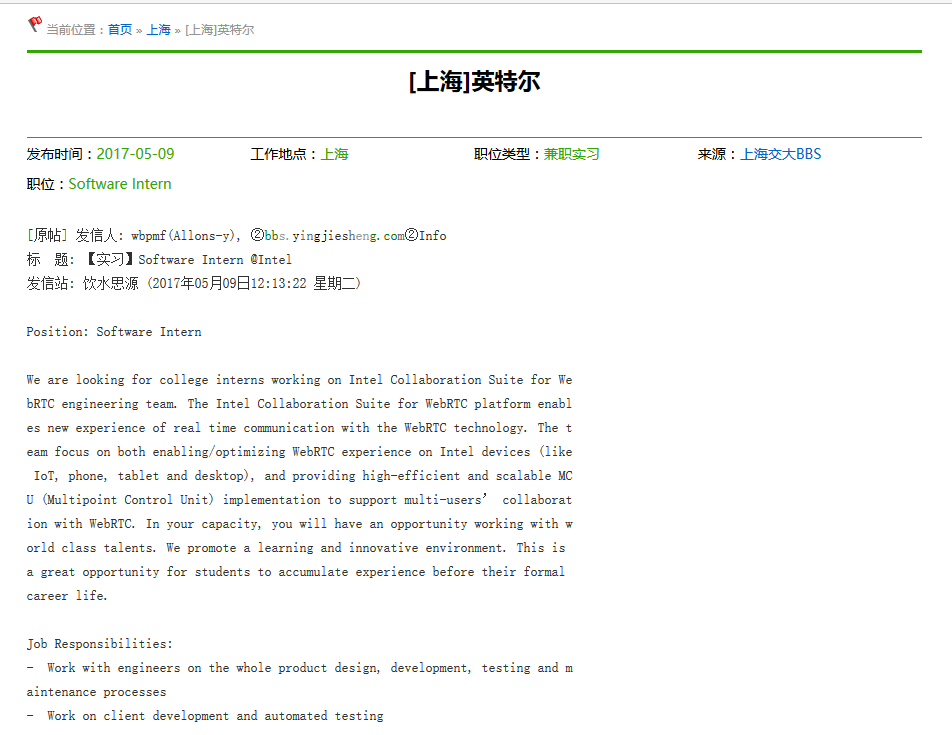 当前位置：首页 » 上海 » [上海]英特尔
[上海]英特尔
发布时间：2017-05-09 工作地点：上海 职位类型：兼职实习 来源：上海交大BBS
职位：Software Intern
[原帖] 发信人: wbpmf(Allons-y), ②bbs.yingjiesheng.com②Info
标　题: 【实习】Software Intern @Intel
发信站: 饮水思源 (2017年05月09日12:13:22 星期二)
Position: Software Intern
We are looking for college interns working on Intel Collaboration Suite for We
bRTC engineering team. The Intel Collaboration Suite for WebRTC platform enabl
es new experience of real time communication with the WebRTC technology. The t
eam focus on both enabling/optimizing WebRTC experience on Intel devices (like
IoT, phone, tablet and desktop), and providing high-efficient and scalable MC
U (Multipoint Control Unit) implementation to support multi-users’ collaborat
ion with WebRTC. In your capacity, you will have an opportunity working with w
orld class talents. We promote a learning and innovative environment. This is
a great opportunity for students to accumulate experience before their formal
career life.
Job Responsibilities:
- Work with engineers on the whole product design, development, testing and m
aintenance processes
- Work on client development and automated testing